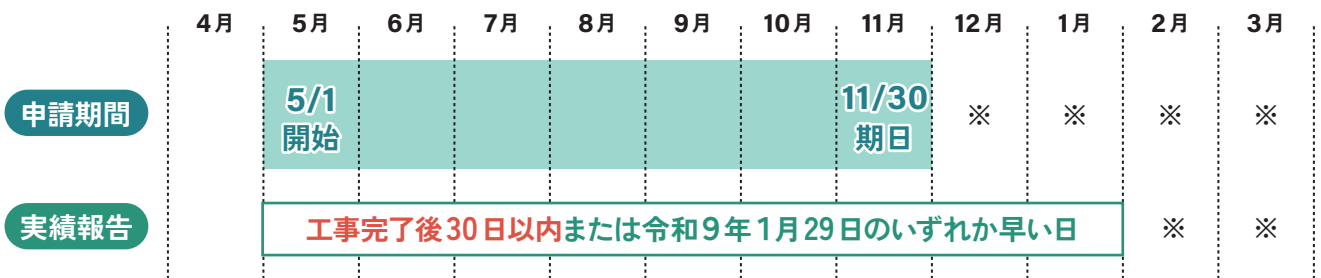 4月 5月 6月 7月 8月 9月 10月 11月 12月 1月 2月 3月
申請期間
5/1
開始
11/30
期日
※ ※ ※ ※
実績報告
工事完了後30日以内または令和9年1月29日のいずれか早い日
※ ※